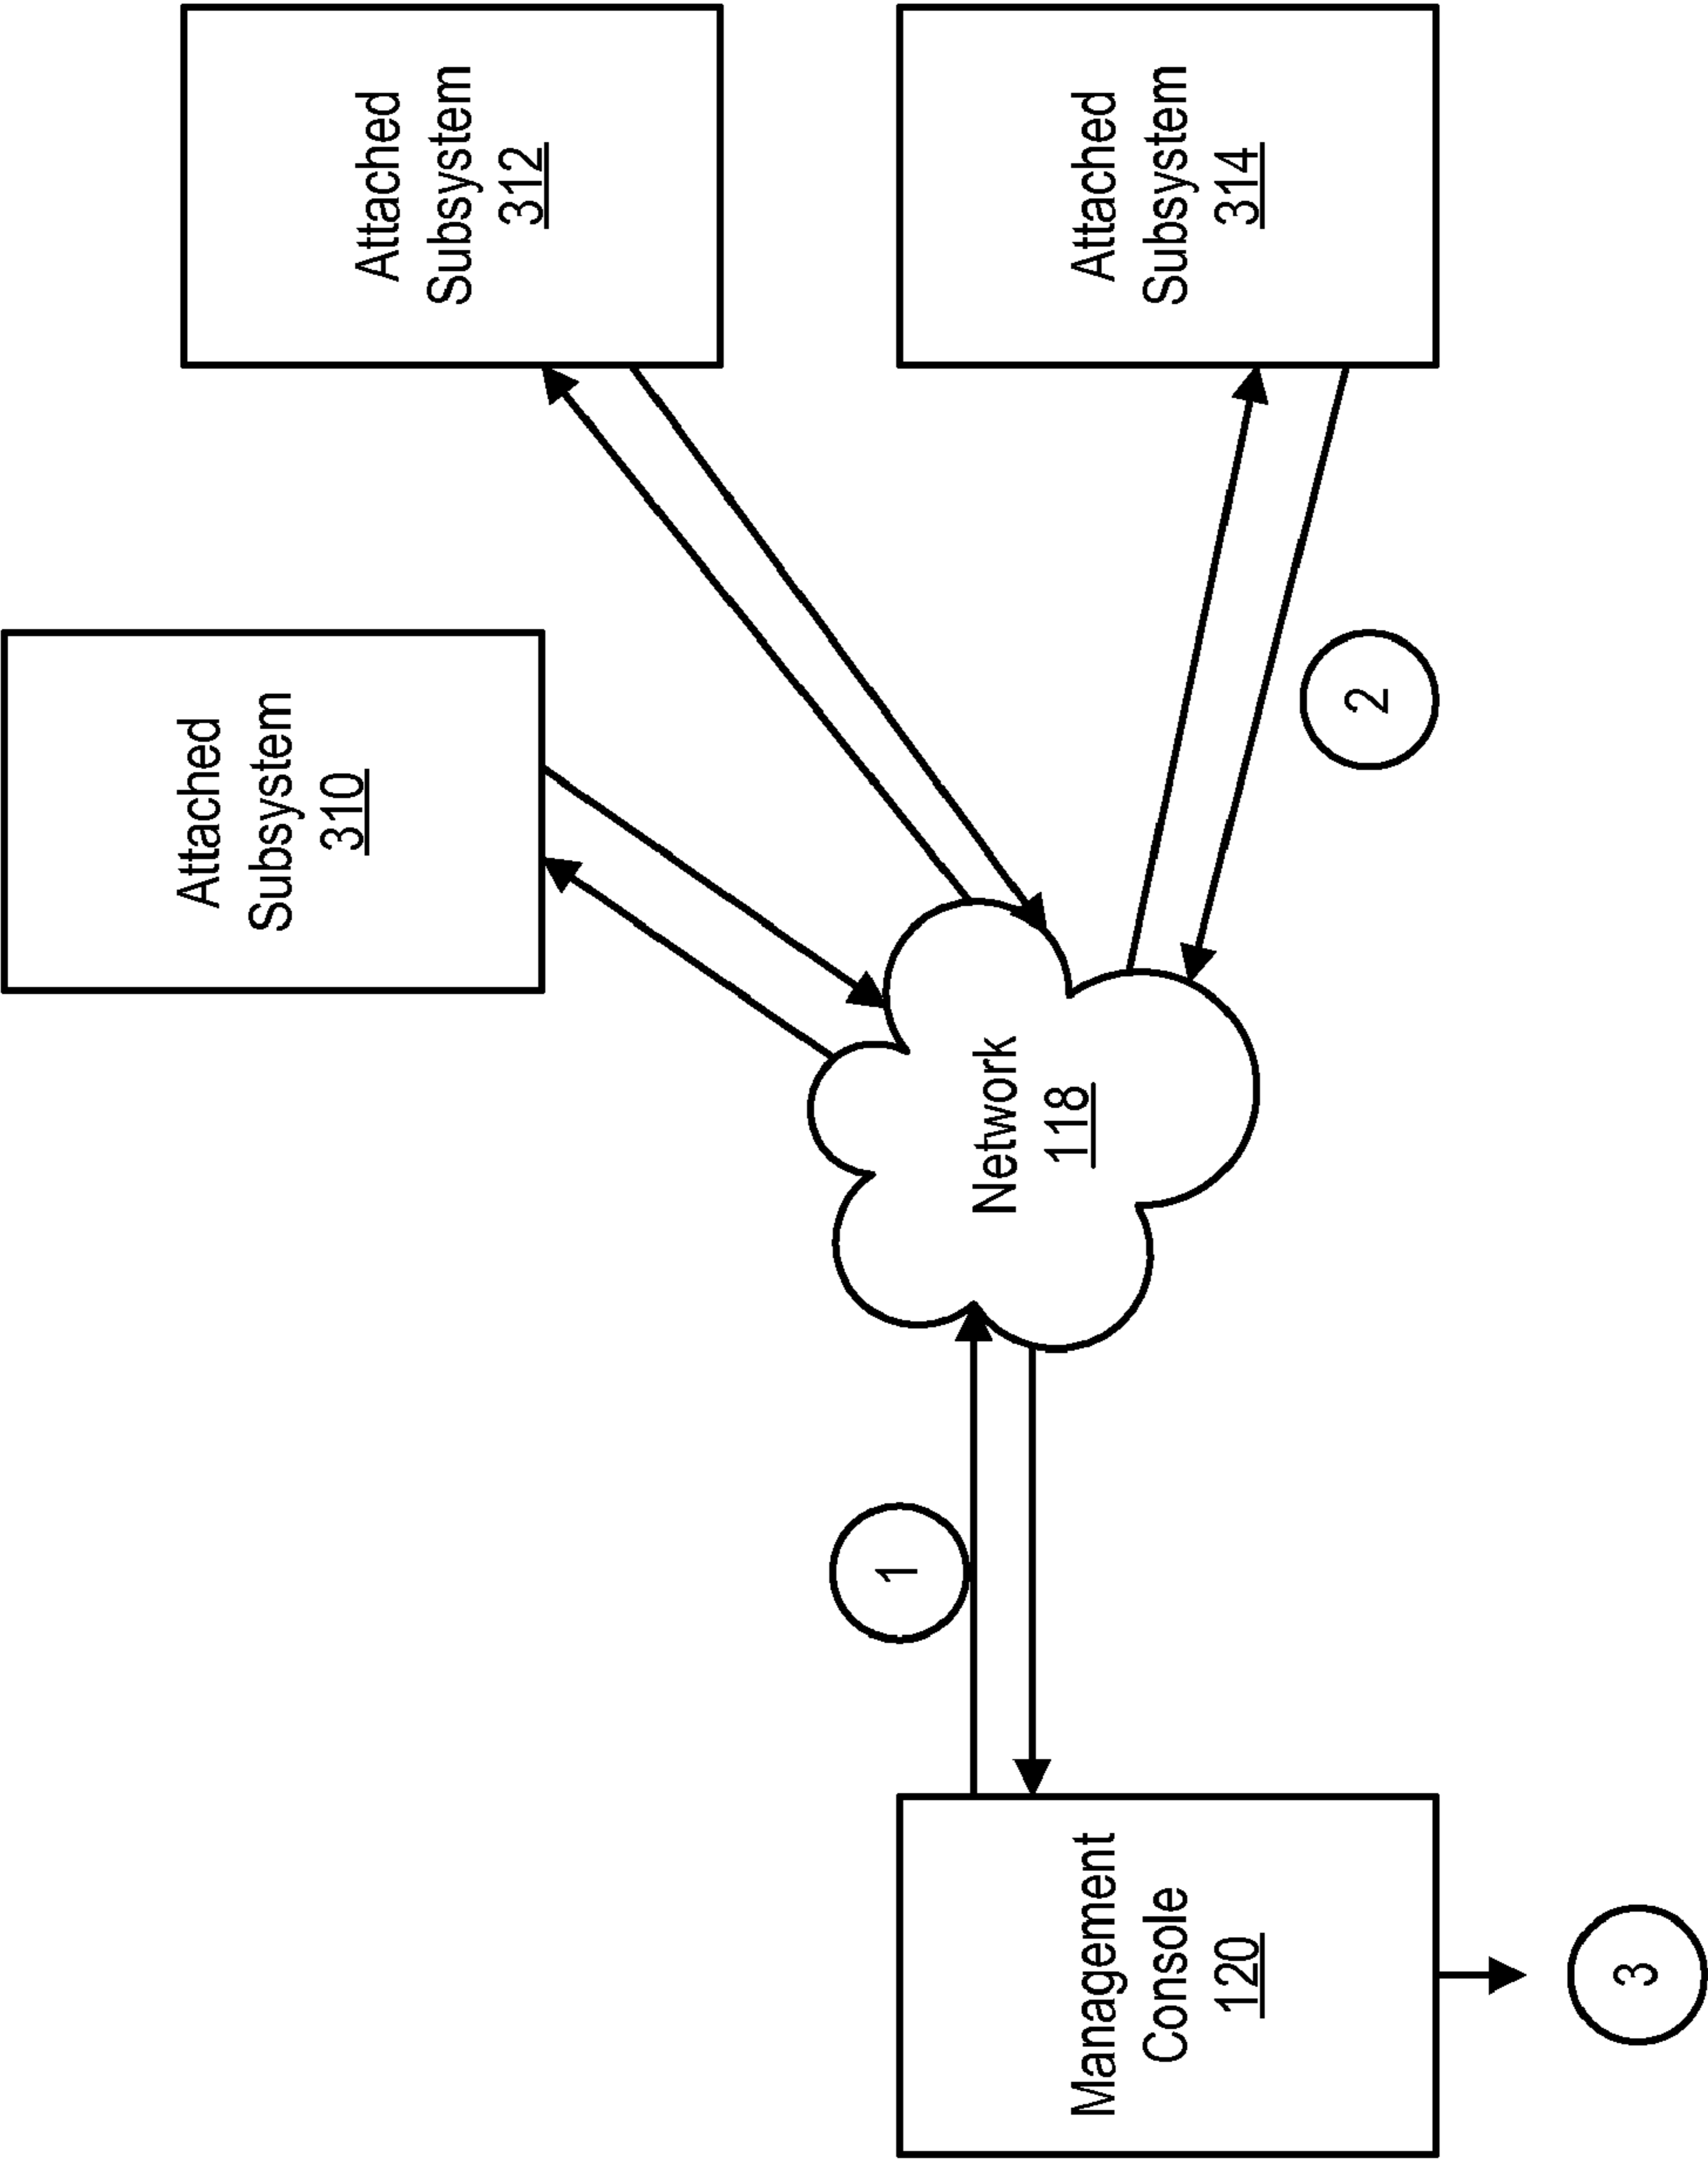 Attached
Subsystem
310
Attached
Subsystem
312
Attached
Subsystem
314
Network
118
Management
Console
120
1
2
3